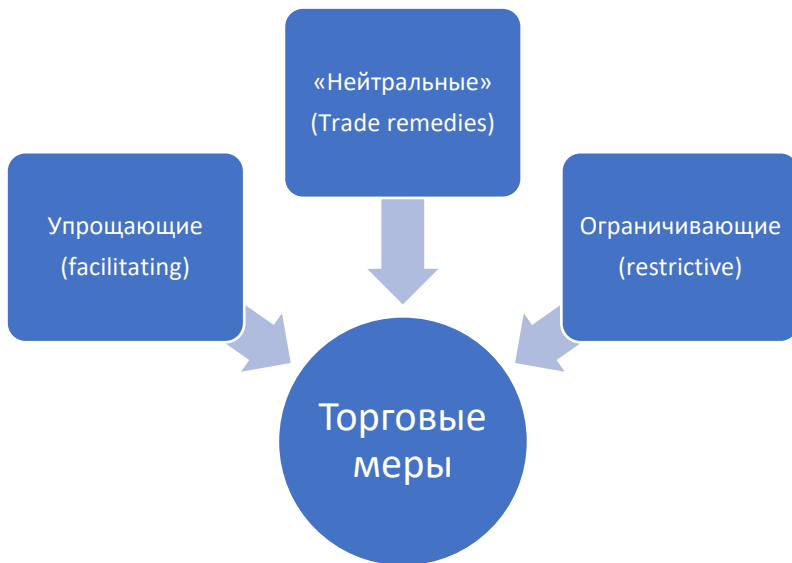 «Нейтральные»
(Trade remedies)
Упрощающие
(facilitating)
Ограничивающие
(restrictive)
Торговые
меры